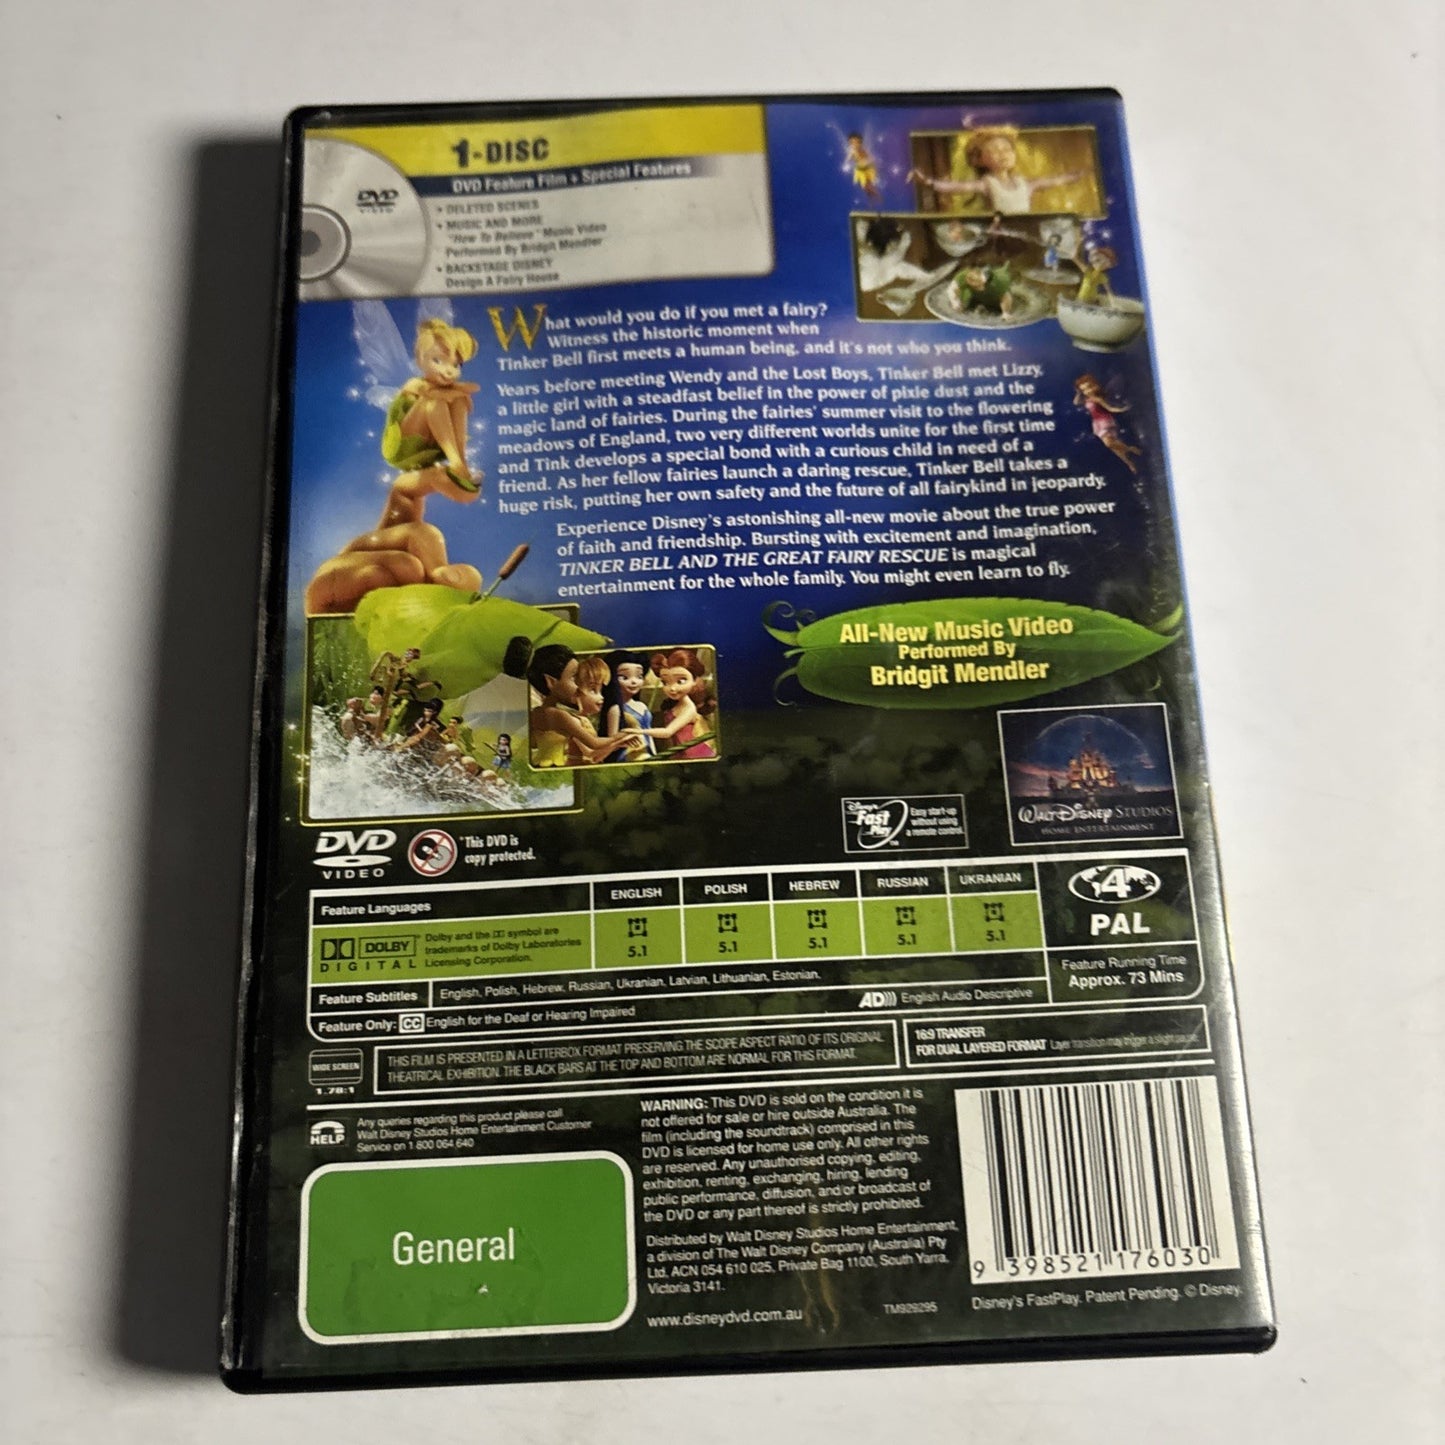 1-DISC
DVD Feature Film + Special Features
DVD
VIDEO
• DELETED SCENES
• MUSIC AND MORE
"How To Believe" Music Video
Performed By Bridgit Mendler
• BACKSTAGE DISNEY
Design A Fairy House
What would you do if you met a fairy?
Witness the historic moment when
Tinker Bell first meets a human being, and it's not who you think.
Years before meeting Wendy and the Lost Boys, Tinker Bell met Lizzy,
a little girl with a steadfast belief in the power of pixie dust and the
magic land of fairies. During the fairies' summer visit to the flowering
meadows of England, two very different worlds unite for the first time
and Tink develops a special bond with a curious child in need of a
friend. As her fellow fairies launch a daring rescue, Tinker Bell takes a
huge risk, putting her own safety and the future of all fairykind in jeopardy.
Experience Disney's astonishing all-new movie about the true power
of faith and friendship. Bursting with excitement and imagination,
TINKER BELL AND THE GREAT FAIRY RESCUE is magical
entertainment for the whole family. You might even learn to fly.
All-New Music Video
Performed By
Bridgit Mendler
WALT DISNEY STUDIOS
HOME ENTERTAINMENT
Disney's
Fast
Play
TM
Easy start-up
without using
a remote control
DVD
VIDEO
*This DVD is
copy protected.
Feature Languages
ENGLISH
POLISH
HEBREW
RUSSIAN
UKRANIAN
DOLBY
DIGITAL
Dolby and the DD symbol are
trademarks of Dolby Laboratories
Licensing Corporation.
5.1
5.1
5.1
5.1
5.1
4
PAL
Feature Running Time
Approx. 73 Mins
Feature Subtitles
English, Polish, Hebrew, Russian, Ukranian, Latvian, Lithuanian, Estonian.
Feature Only: CC English for the Deaf or Hearing Impaired
AD))) English Audio Descriptive
WIDE SCREEN
1.78:1
THIS FILM IS PRESENTED IN A LETTERBOX FORMAT PRESERVING THE SCOPE ASPECT RATIO OF ITS ORIGINAL
THEATRICAL EXHIBITION. THE BLACK BARS AT THE TOP AND BOTTOM ARE NORMAL FOR THIS FORMAT.
16:9 TRANSFER
FOR DUAL LAYERED FORMAT Layer transition may trigger a slight pause.
HELP
Any queries regarding this product please call
Walt Disney Studios Home Entertainment Customer
Service on 1 800 064 640
WARNING: This DVD is sold on the condition it is
not offered for sale or hire outside Australia. The
film (including the soundtrack) comprised in this
DVD is licensed for home use only. All other rights
are reserved. Any unauthorised copying, editing,
exhibition, renting, exchanging, hiring, lending
public performance, diffusion, and/or broadcast of
the DVD or any part thereof is strictly prohibited.
Distributed by Walt Disney Studios Home Entertainment,
a division of The Walt Disney Company (Australia) Pty
Ltd. ACN 054 610 025, Private Bag 1100, South Yarra,
Victoria 3141.
www.disneydvd.com.au
TM929295
General
9 398521 176030
Disney's FastPlay. Patent Pending. © Disney.